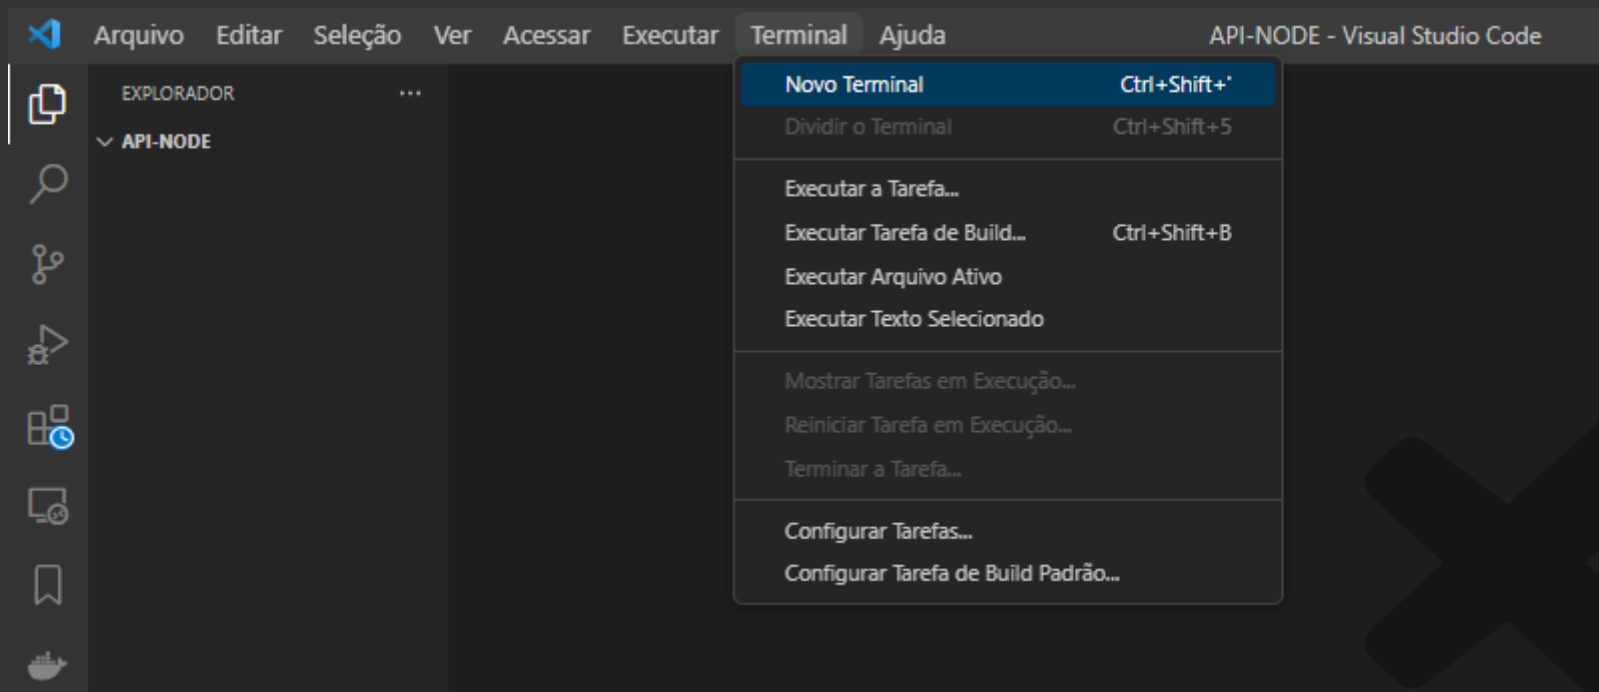 Arquivo Editar Seleção Ver Acessar Executar Terminal Ajuda API-NODE - Visual Studio Code
EXPLORADOR ...
API-NODE
Novo Terminal Ctrl+Shift+'
Dividir o Terminal Ctrl+Shift+5
Executar a Tarefa...
Executar Tarefa de Build... Ctrl+Shift+B
Executar Arquivo Ativo
Executar Texto Selecionado
Mostrar Tarefas em Execução...
Reiniciar Tarefa em Execução...
Terminar a Tarefa...
Configurar Tarefas...
Configurar Tarefa de Build Padrão...